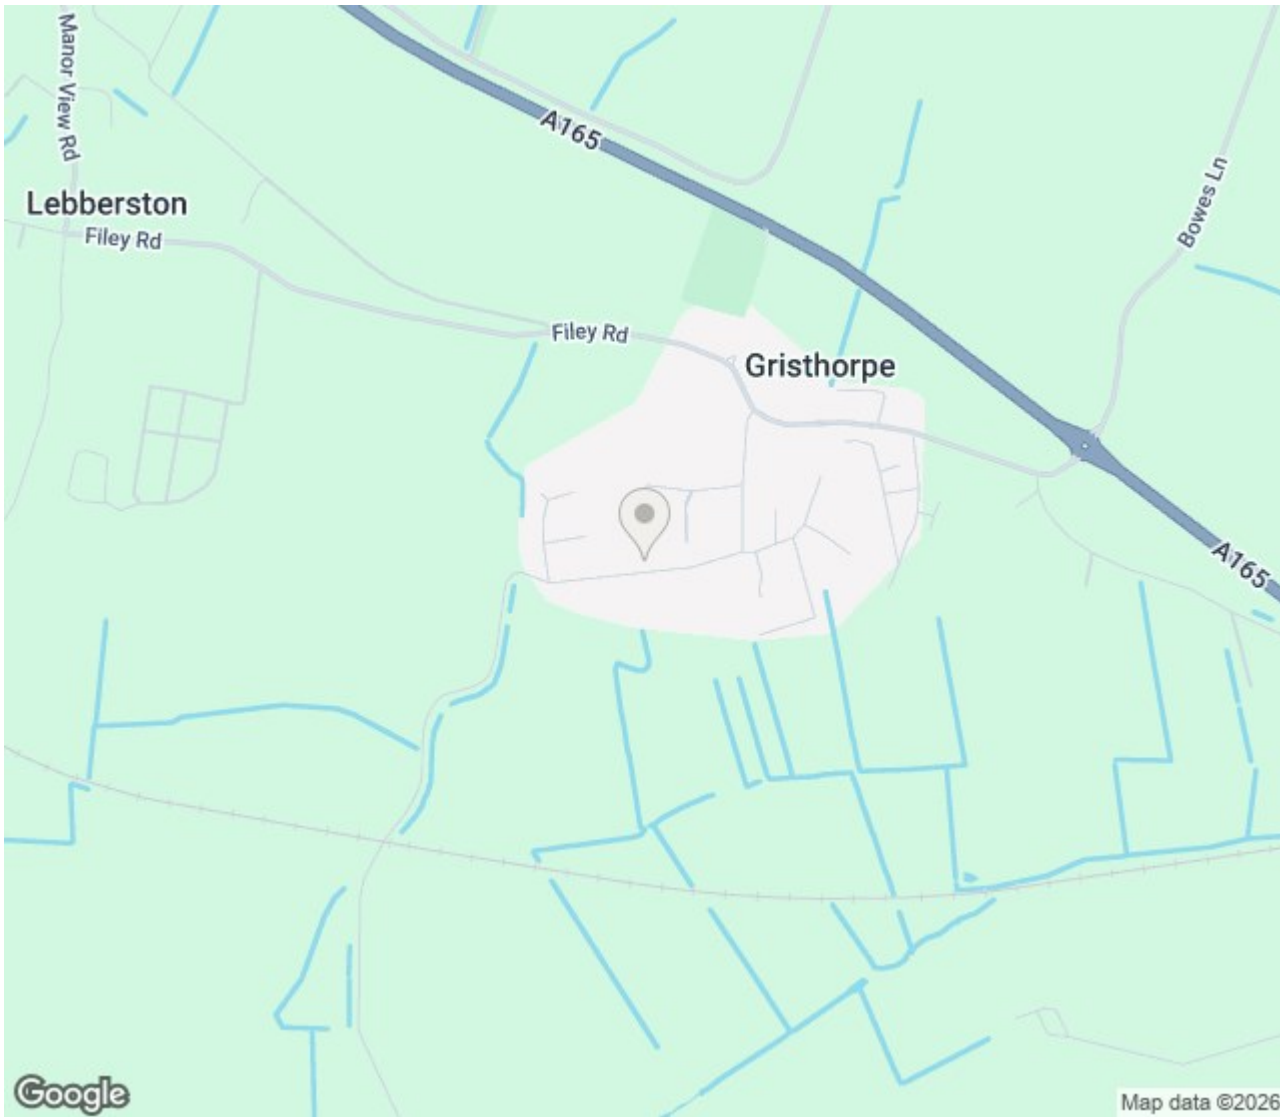 Manor View Rd
A165
Bowes Ln
Lebberston
Filey Rd
Filey Rd
Gristhorpe
A165
Google
Map data ©2026